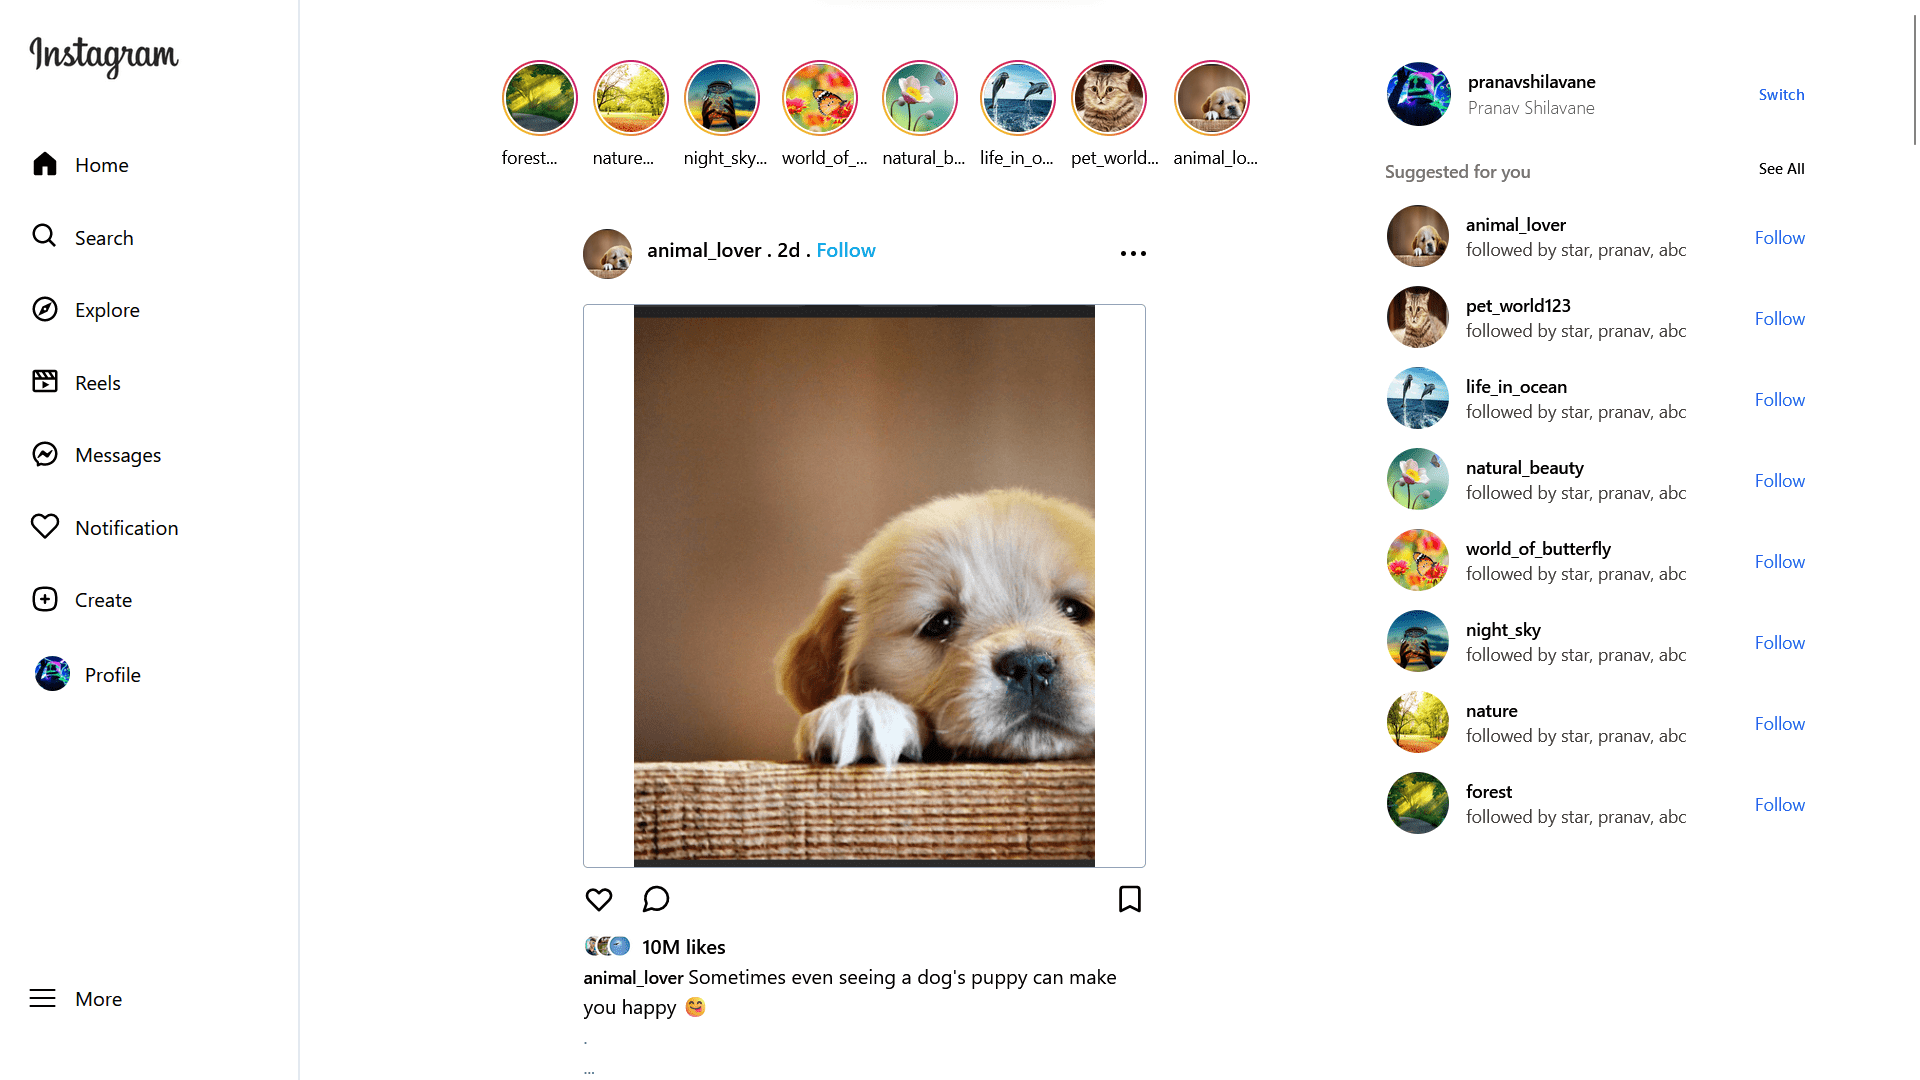 Instagram
Home
Search
Explore
Reels
Messages
Notification
Create
Profile
More
forest...
nature...
night_sky...
world_of_...
natural_b...
life_in_o...
pet_world...
animal_lo...
animal_lover . 2d . Follow
10M likes
animal_lover Sometimes even seeing a dog's puppy can make
you happy 😋
.
...
pranavshilavane
Pranav Shilavane
Switch
Suggested for you
See All
animal_lover
followed by star, pranav, abc
Follow
pet_world123
followed by star, pranav, abc
Follow
life_in_ocean
followed by star, pranav, abc
Follow
natural_beauty
followed by star, pranav, abc
Follow
world_of_butterfly
followed by star, pranav, abc
Follow
night_sky
followed by star, pranav, abc
Follow
nature
followed by star, pranav, abc
Follow
forest
followed by star, pranav, abc
Follow